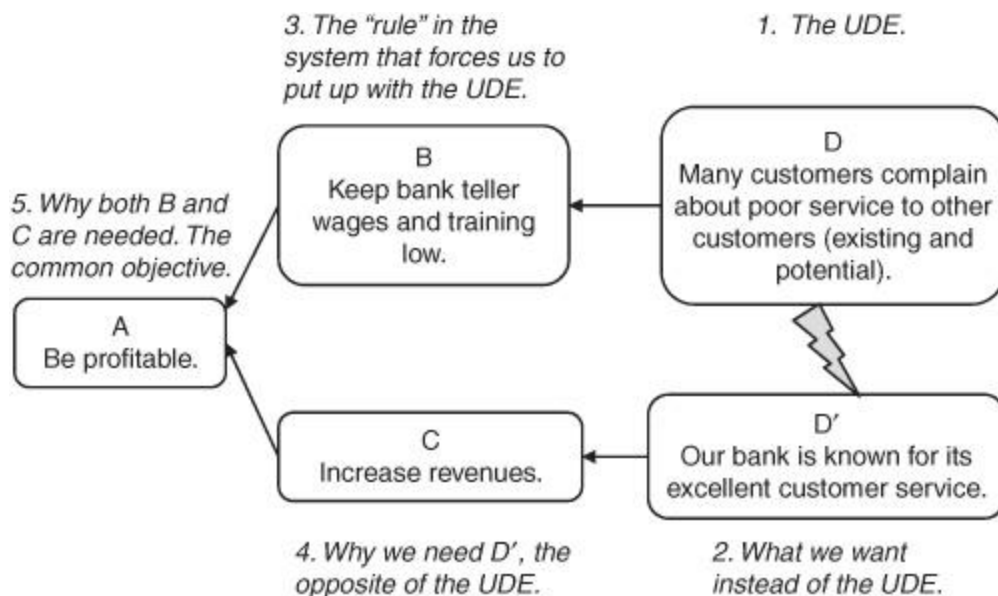 3. The “rule” in the
system that forces us to
put up with the UDE.
1. The UDE.
B
Keep bank teller
wages and training
low.
D
Many customers complain
about poor service to other
customers (existing and
potential).
5. Why both B and
C are needed. The
common objective.
A
Be profitable.
C
Increase revenues.
D′
Our bank is known for its
excellent customer service.
4. Why we need D′, the
opposite of the UDE.
2. What we want
instead of the UDE.